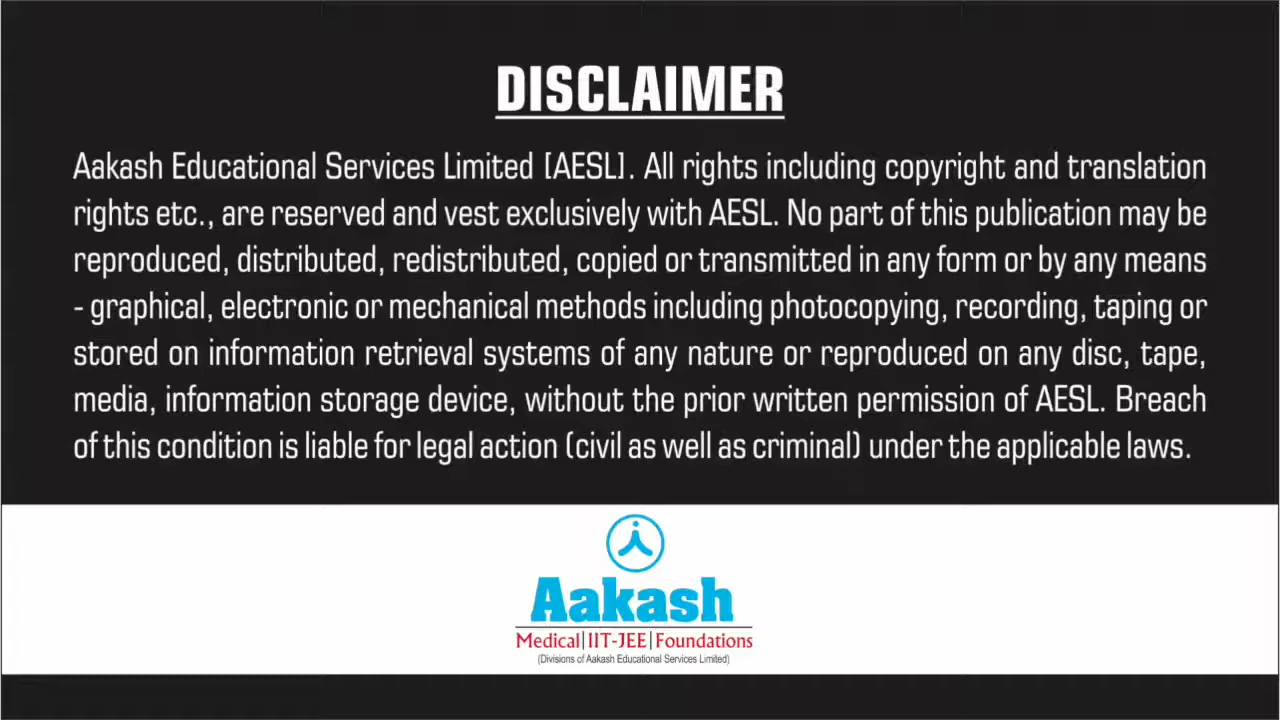 DISCLAIMER
Aakash Educational Services Limited [AESL]. All rights including copyright and translation
rights etc., are reserved and vest exclusively with AESL. No part of this publication may be
reproduced, distributed, redistributed, copied or transmitted in any form or by any means
- graphical, electronic or mechanical methods including photocopying, recording, taping or
stored on information retrieval systems of any nature or reproduced on any disc, tape,
media, information storage device, without the prior written permission of AESL. Breach
of this condition is liable for legal action (civil as well as criminal) under the applicable laws.
Aakash
Medical|IIT-JEE|Foundations
(Divisions of Aakash Educational Services Limited)